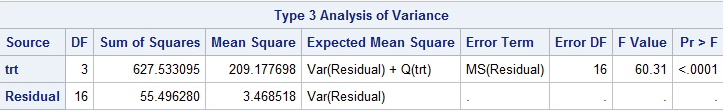 Type 3 Analysis of Variance
Source DF Sum of Squares Mean Square Expected Mean Square Error Term Error DF F Value Pr > F
trt 3 627.533095 209.177698 Var(Residual) + Q(trt) MS(Residual) 16 60.31 <.0001
Residual 16 55.496280 3.468518 Var(Residual) . . . .